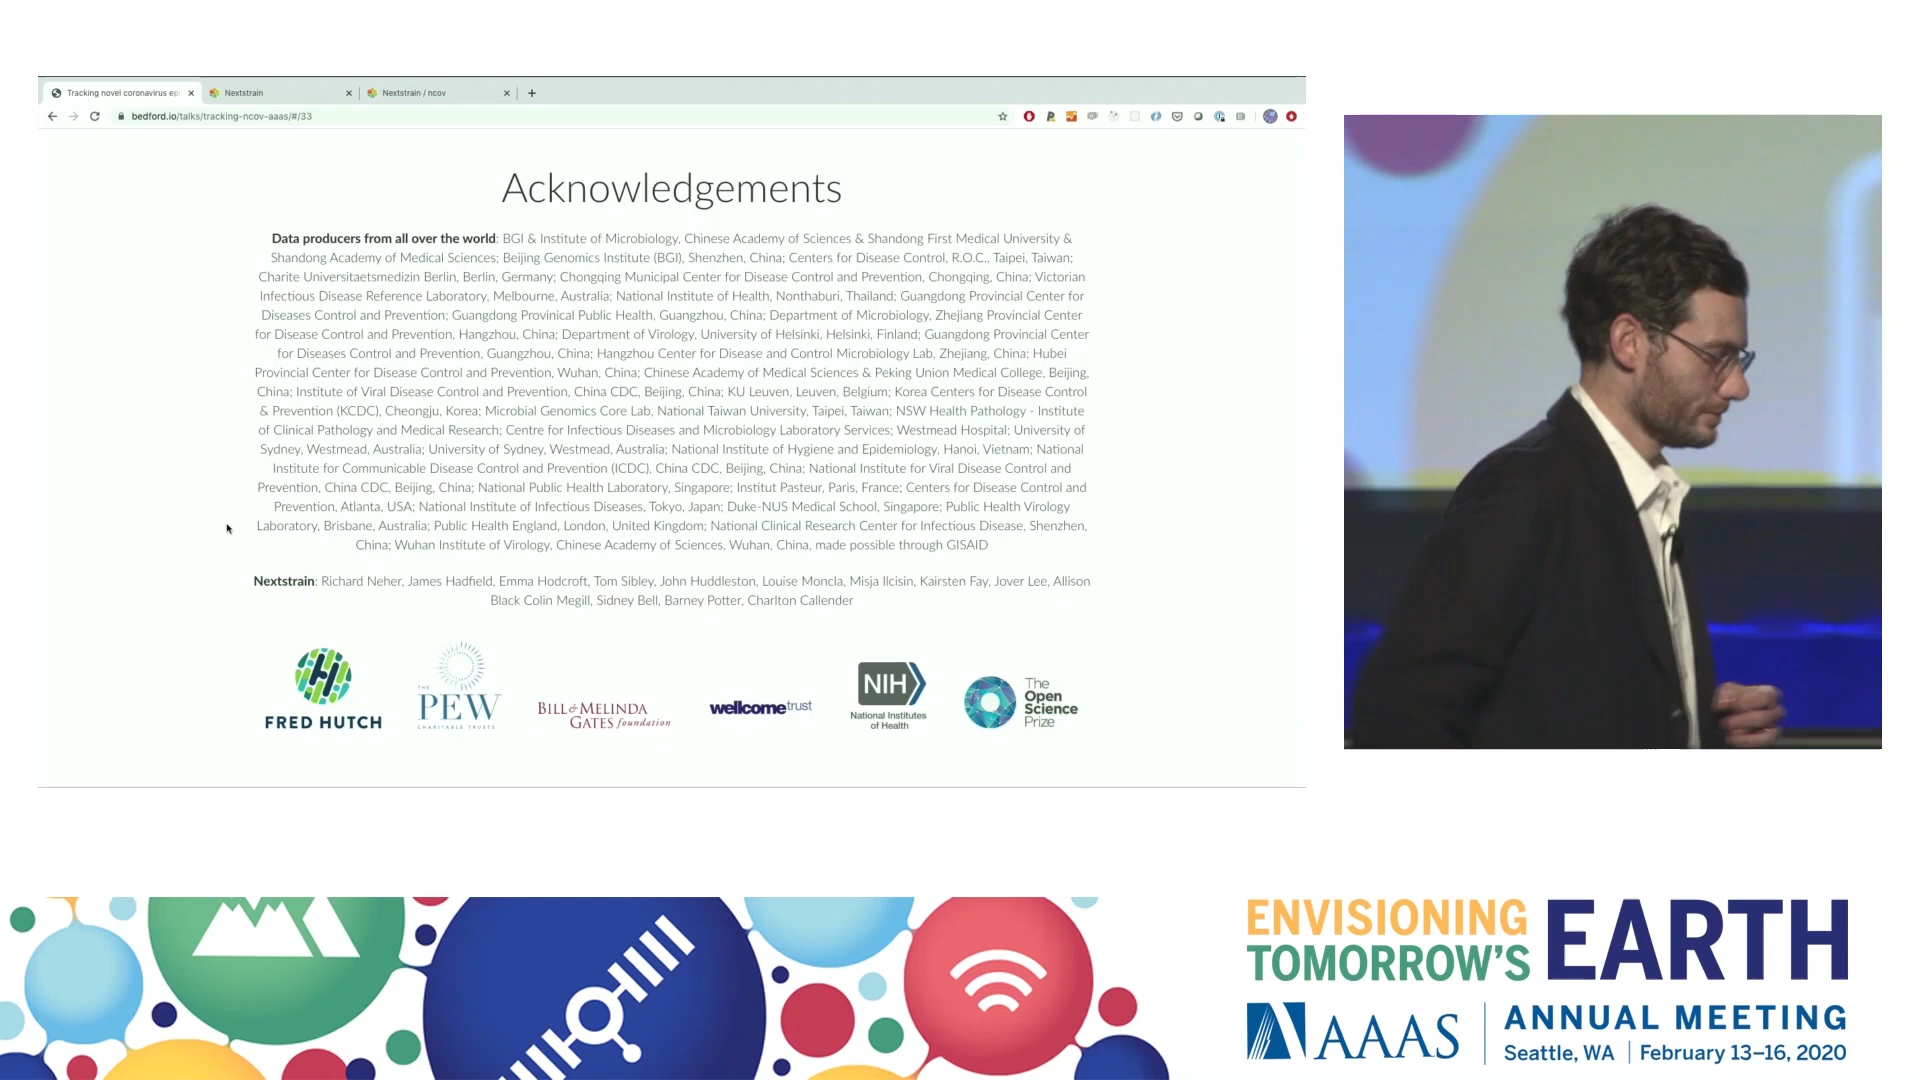 Tracking novel coronavirus ep
Nextstrain
Nextstrain / ncov
bedford.io/talks/tracking-ncov-aaas/#/33
Acknowledgements
Data producers from all over the world: BGI & Institute of Microbiology, Chinese Academy of Sciences & Shandong First Medical University &
Shandong Academy of Medical Sciences; Beijing Genomics Institute (BGI), Shenzhen, China; Centers for Disease Control, R.O.C., Taipei, Taiwan;
Charite Universitaetsmedizin Berlin, Berlin, Germany; Chongqing Municipal Center for Disease Control and Prevention, Chongqing, China; Victorian
Infectious Disease Reference Laboratory, Melbourne, Australia; National Institute of Health, Nonthaburi, Thailand; Guangdong Provincial Center for
Diseases Control and Prevention; Guangdong Provinical Public Health, Guangzhou, China; Department of Microbiology, Zhejiang Provincial Center
for Disease Control and Prevention, Hangzhou, China; Department of Virology, University of Helsinki, Helsinki, Finland; Guangdong Provincial Center
for Diseases Control and Prevention, Guangzhou, China; Hangzhou Center for Disease and Control Microbiology Lab, Zhejiang, China; Hubei
Provincial Center for Disease Control and Prevention, Wuhan, China; Chinese Academy of Medical Sciences & Peking Union Medical College, Beijing,
China; Institute of Viral Disease Control and Prevention, China CDC, Beijing, China; KU Leuven, Leuven, Belgium; Korea Centers for Disease Control
& Prevention (KCDC), Cheongju, Korea; Microbial Genomics Core Lab, National Taiwan University, Taipei, Taiwan; NSW Health Pathology - Institute
of Clinical Pathology and Medical Research; Centre for Infectious Diseases and Microbiology Laboratory Services; Westmead Hospital; University of
Sydney, Westmead, Australia; University of Sydney, Westmead, Australia; National Institute of Hygiene and Epidemiology, Hanoi, Vietnam; National
Institute for Communicable Disease Control and Prevention (ICDC), China CDC, Beijing, China; National Institute for Viral Disease Control and
Prevention, China CDC, Beijing, China; National Public Health Laboratory, Singapore; Institut Pasteur, Paris, France; Centers for Disease Control and
Prevention, Atlanta, USA; National Institute of Infectious Diseases, Tokyo, Japan; Duke-NUS Medical School, Singapore; Public Health Virology
Laboratory, Brisbane, Australia; Public Health England, London, United Kingdom; National Clinical Research Center for Infectious Disease, Shenzhen,
China; Wuhan Institute of Virology, Chinese Academy of Sciences, Wuhan, China, made possible through GISAID
Nextstrain: Richard Neher, James Hadfield, Emma Hodcroft, Tom Sibley, John Huddleston, Louise Moncla, Misja Ilcisin, Kairsten Fay, Jover Lee, Allison
Black Colin Megill, Sidney Bell, Barney Potter, Charlton Callender
FRED HUTCH
THE
PEW
CHARITABLE TRUSTS
BILL & MELINDA
GATES foundation
wellcometrust
NIH
National Institutes
of Health
The
Open
Science
Prize
ENVISIONING
TOMORROW'S
EARTH
AAAS
ANNUAL MEETING
Seattle, WA | February 13–16, 2020